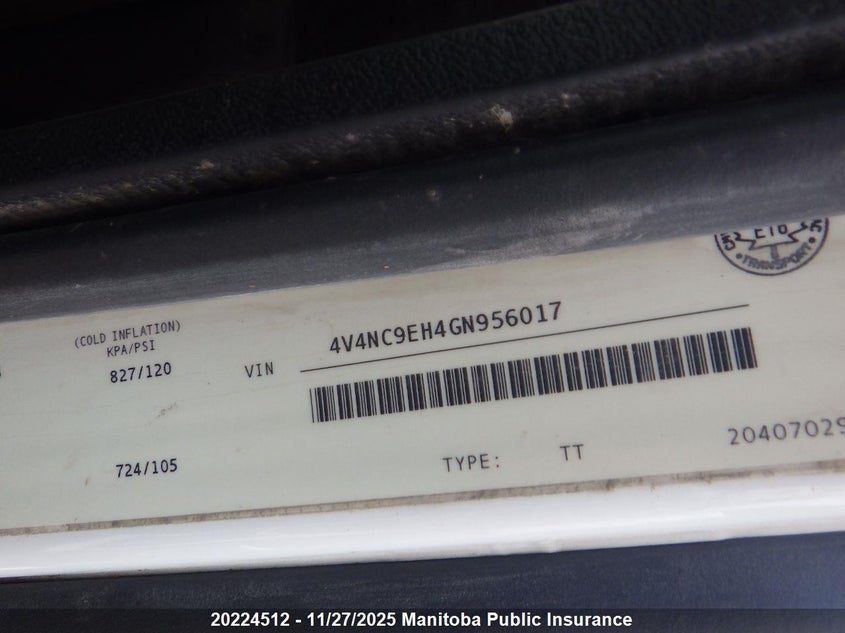 (COLD INFLATION)
KPA/PSI
827/120
VIN
4V4NC9EH4GN956017
724/105
TYPE: TT
20407029
TRANSPORT
20224512 - 11/27/2025 Manitoba Public Insurance